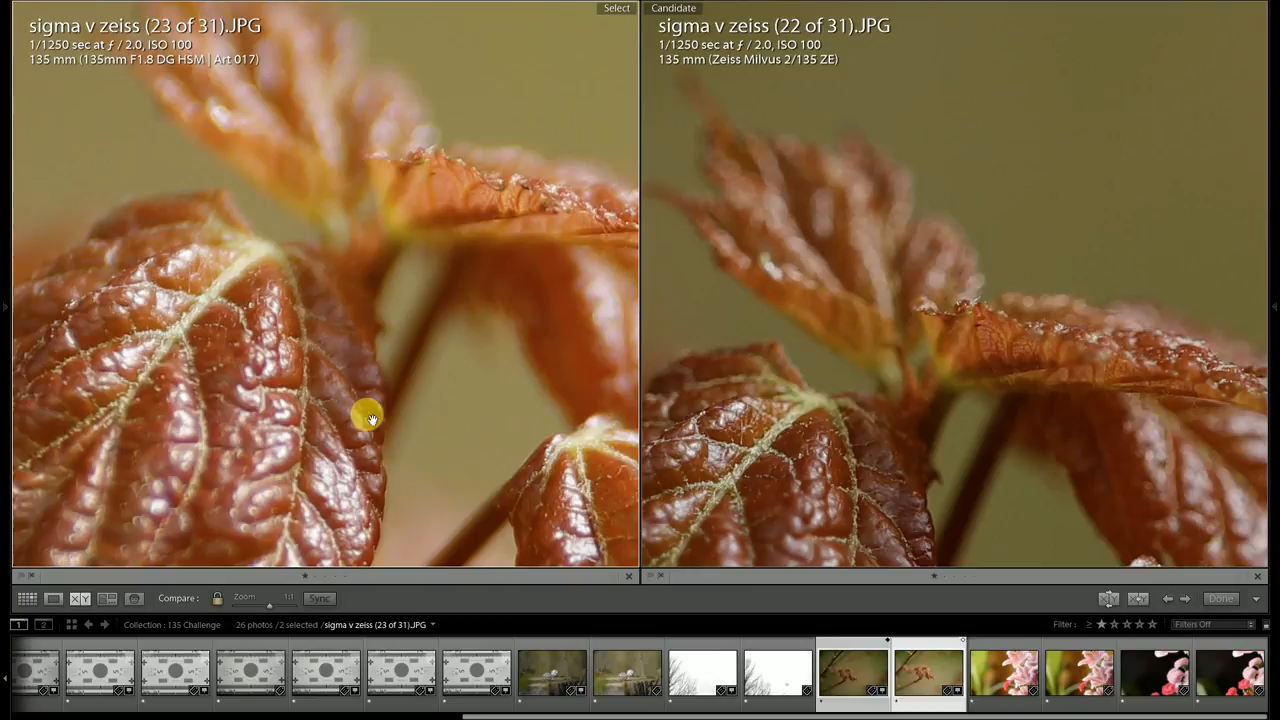 Select
sigma v zeiss (23 of 31).JPG
1/1250 sec at ƒ / 2.0, ISO 100
135 mm (135mm F1.8 DG HSM | Art 017)
Candidate
sigma v zeiss (22 of 31).JPG
1/1250 sec at ƒ / 2.0, ISO 100
135 mm (Zeiss Milvus 2/135 ZE)
X Y Compare : Zoom 1:1 Sync X Y Done
1 2 Collection : 135 Challenge 26 photos / 2 selected / sigma v zeiss (23 of 31).JPG Filter : ≥ Filters Off